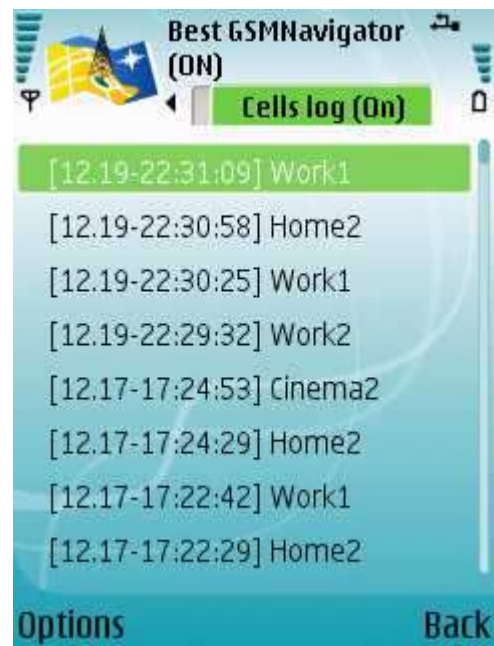 Best GSMNavigator
(ON)
Cells log (On)
[12.19-22:31:09] Work1
[12.19-22:30:58] Home2
[12.19-22:30:25] Work1
[12.19-22:29:32] Work2
[12.17-17:24:53] Cinema2
[12.17-17:24:29] Home2
[12.17-17:22:42] Work1
[12.17-17:22:29] Home2
Options
Back